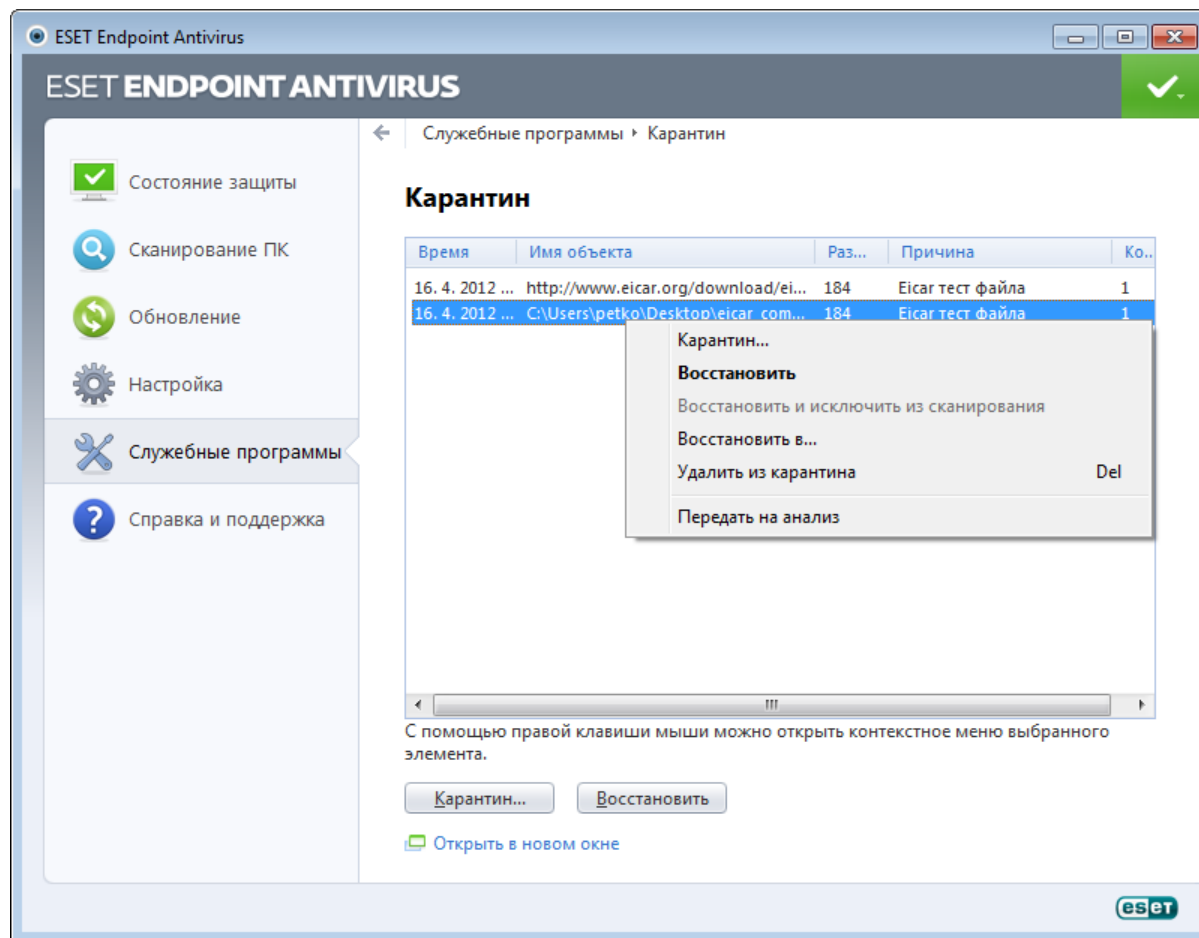 ESET Endpoint Antivirus
ESET ENDPOINT ANTIVIRUS
Служебные программы Карантин
Состояние защиты
Сканирование ПК
Обновление
Настройка
Служебные программы
Справка и поддержка
Карантин
Время Имя объекта Раз... Причина Ко..
16. 4. 2012 ... http://www.eicar.org/download/ei... 184 Eicar тест файла 1
16. 4. 2012 ... C:\Users\petko\Desktop\eicar_com... 184 Eicar тест файла 1
Карантин...
Восстановить
Восстановить и исключить из сканирования
Восстановить в...
Удалить из карантина Del
Передать на анализ
С помощью правой клавиши мыши можно открыть контекстное меню выбранного
элемента.
Карантин... Восстановить
Открыть в новом окне
eset